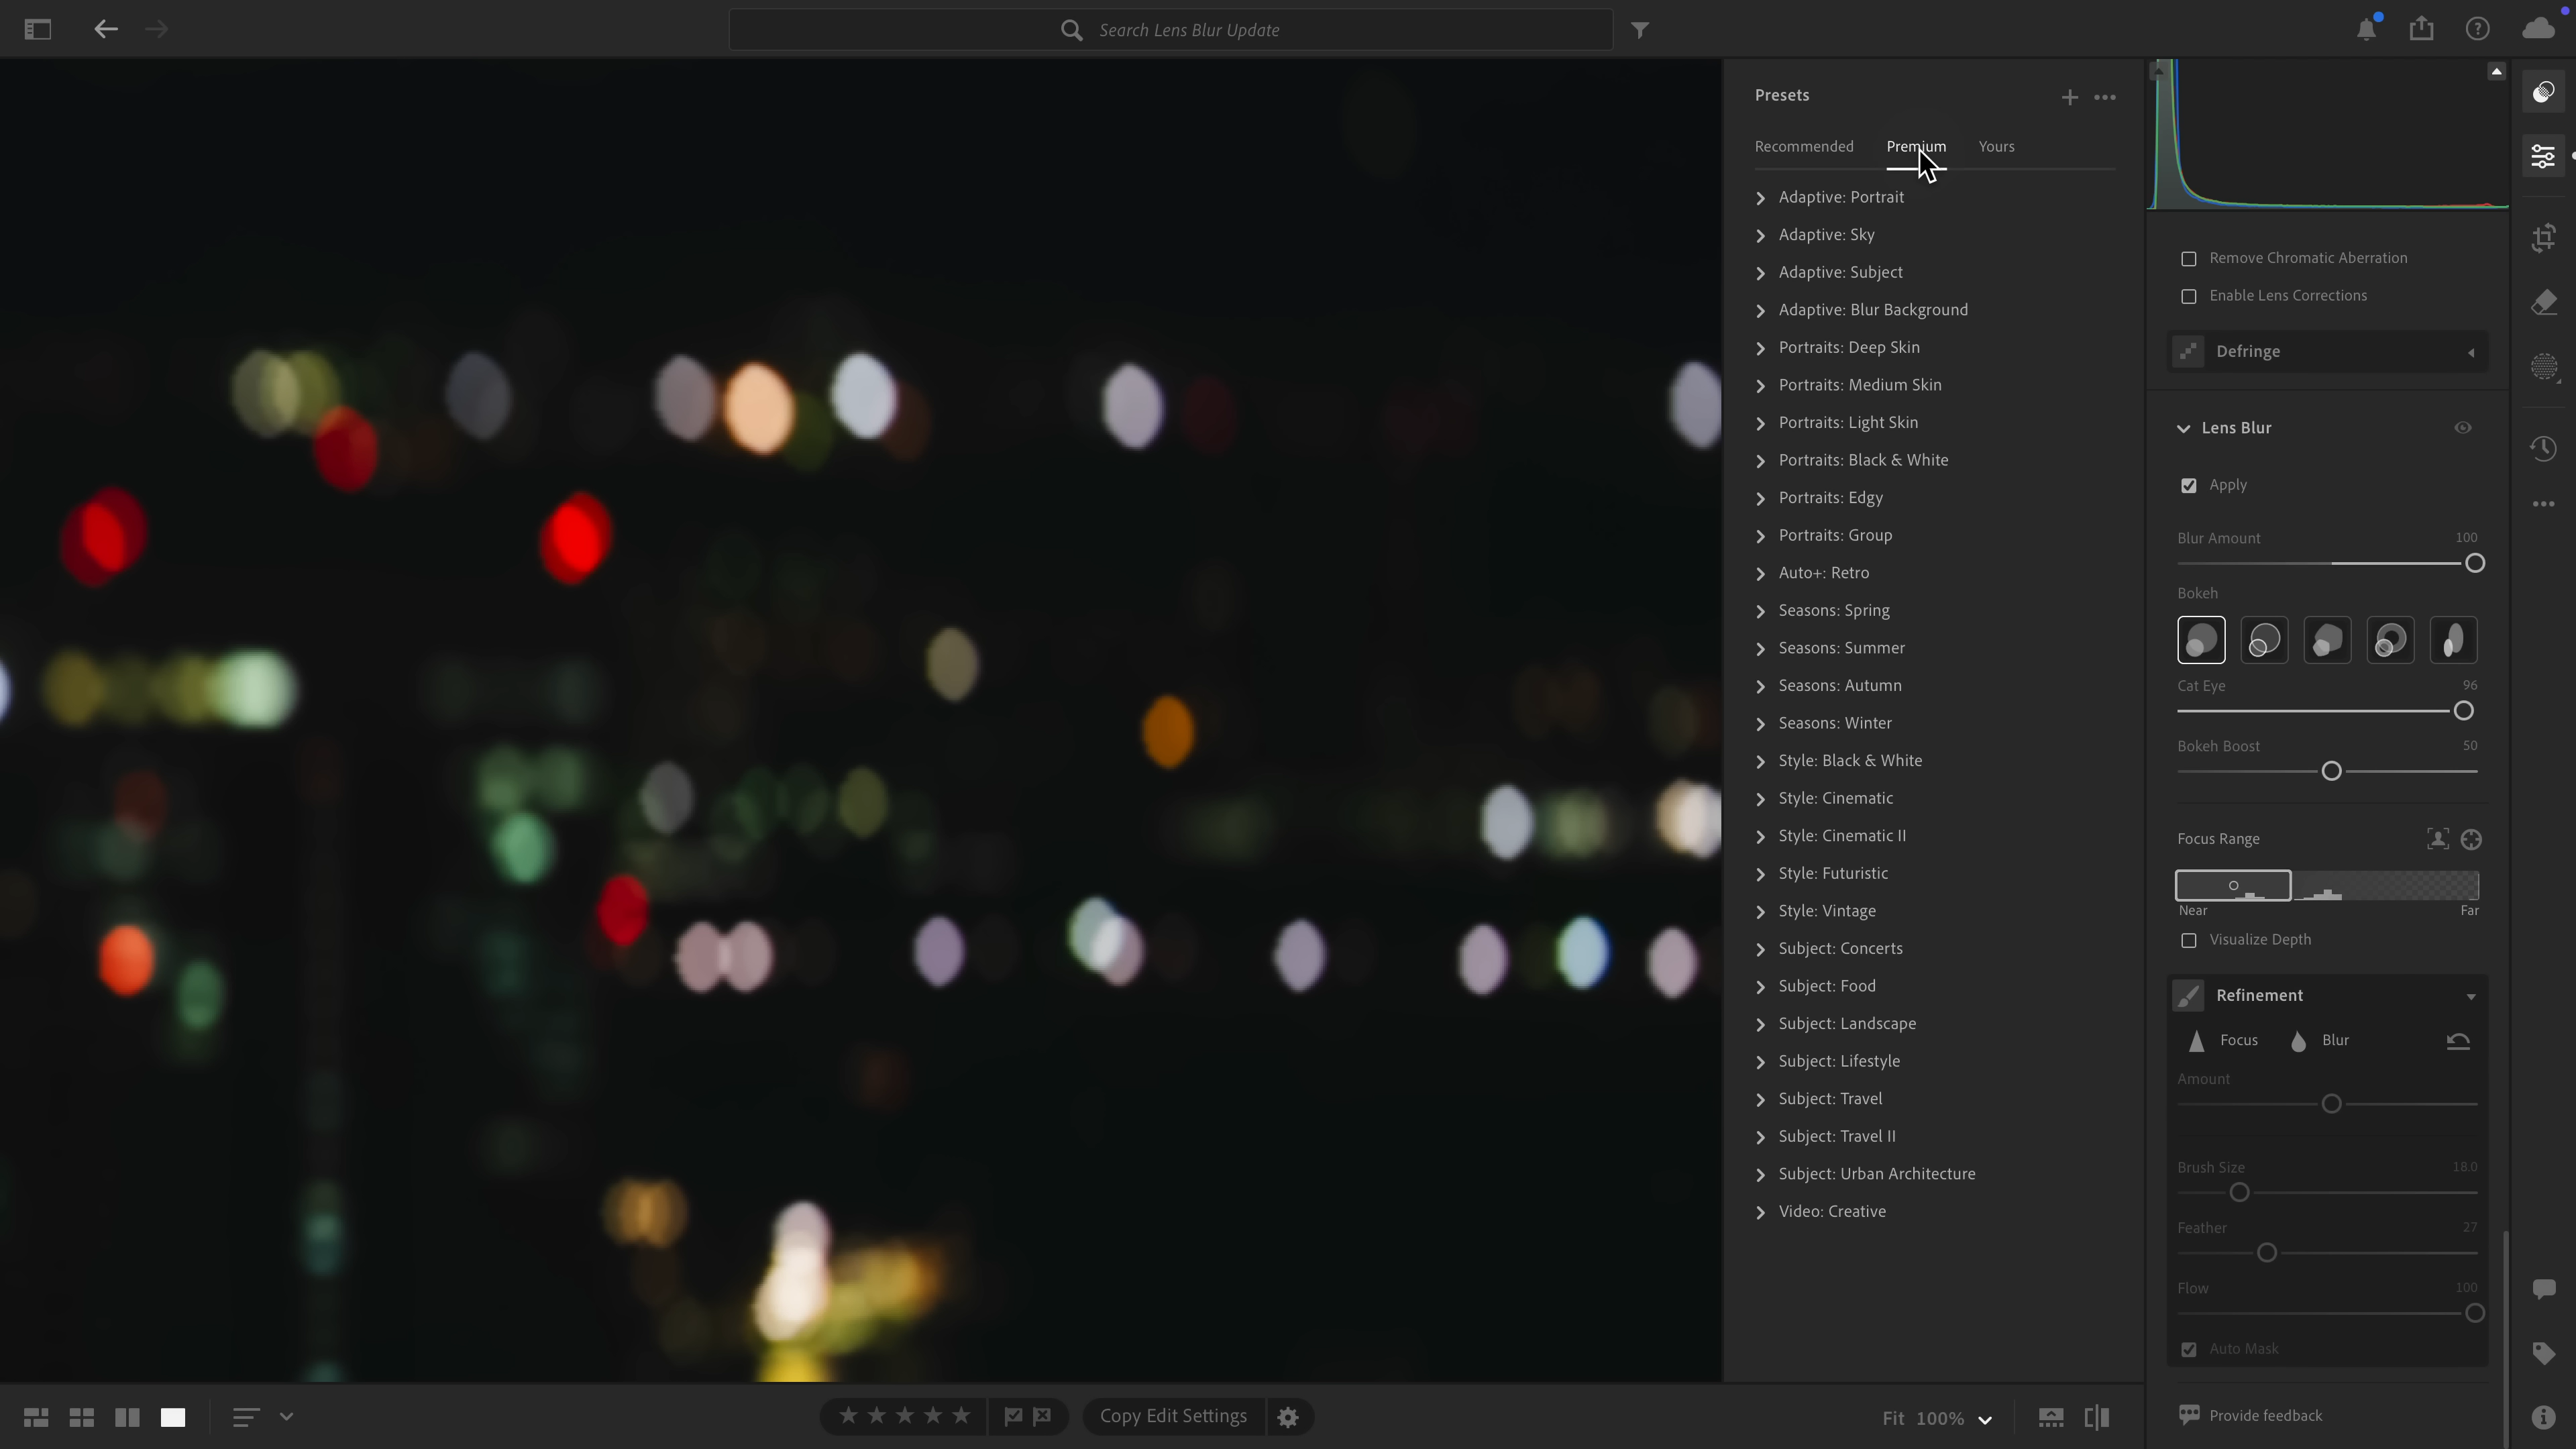 Search Lens Blur Update
Presets
Recommended Premium Yours
Adaptive: Portrait
Adaptive: Sky
Adaptive: Subject
Adaptive: Blur Background
Portraits: Deep Skin
Portraits: Medium Skin
Portraits: Light Skin
Portraits: Black & White
Portraits: Edgy
Portraits: Group
Auto+: Retro
Seasons: Spring
Seasons: Summer
Seasons: Autumn
Seasons: Winter
Style: Black & White
Style: Cinematic
Style: Cinematic II
Style: Futuristic
Style: Vintage
Subject: Concerts
Subject: Food
Subject: Landscape
Subject: Lifestyle
Subject: Travel
Subject: Travel II
Subject: Urban Architecture
Video: Creative
Remove Chromatic Aberration
Enable Lens Corrections
Defringe
Lens Blur
Apply
Blur Amount 100
Bokeh
Cat Eye 96
Bokeh Boost 50
Focus Range
Near Far
Visualize Depth
Refinement
Focus Blur
Amount
Brush Size 18.0
Feather 27
Flow 100
Auto Mask
Provide feedback
Copy Edit Settings
Fit 100%